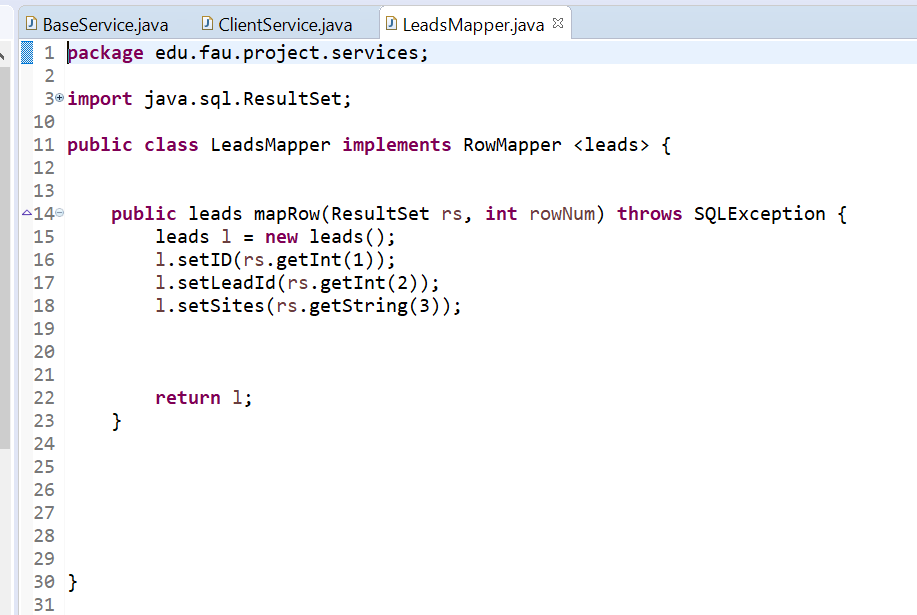 BaseService.java ClientService.java LeadsMapper.java
1 package edu.fau.project.services;
2
3 import java.sql.ResultSet;
10
11 public class LeadsMapper implements RowMapper <leads> {
12
13
14 public leads mapRow(ResultSet rs, int rowNum) throws SQLException {
15 leads l = new leads();
16 l.setID(rs.getInt(1));
17 l.setLeadId(rs.getInt(2));
18 l.setSites(rs.getString(3));
19
20
21
22 return l;
23 }
24
25
26
27
28
29
30 }
31